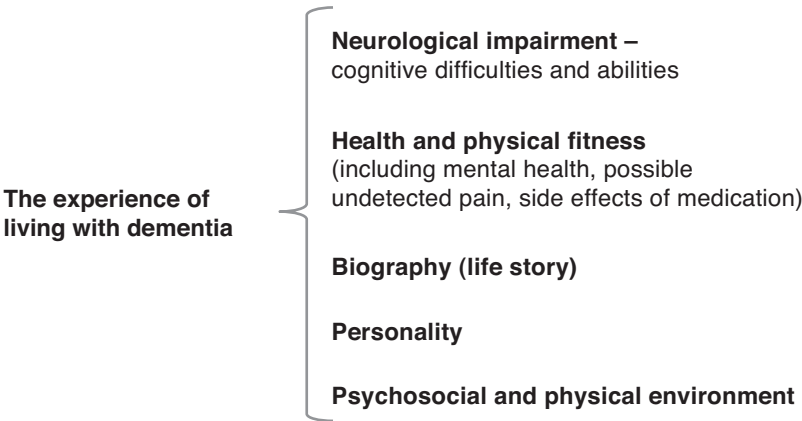 The experience of
living with dementia
Neurological impairment –
cognitive difficulties and abilities
Health and physical fitness
(including mental health, possible
undetected pain, side effects of medication)
Biography (life story)
Personality
Psychosocial and physical environment